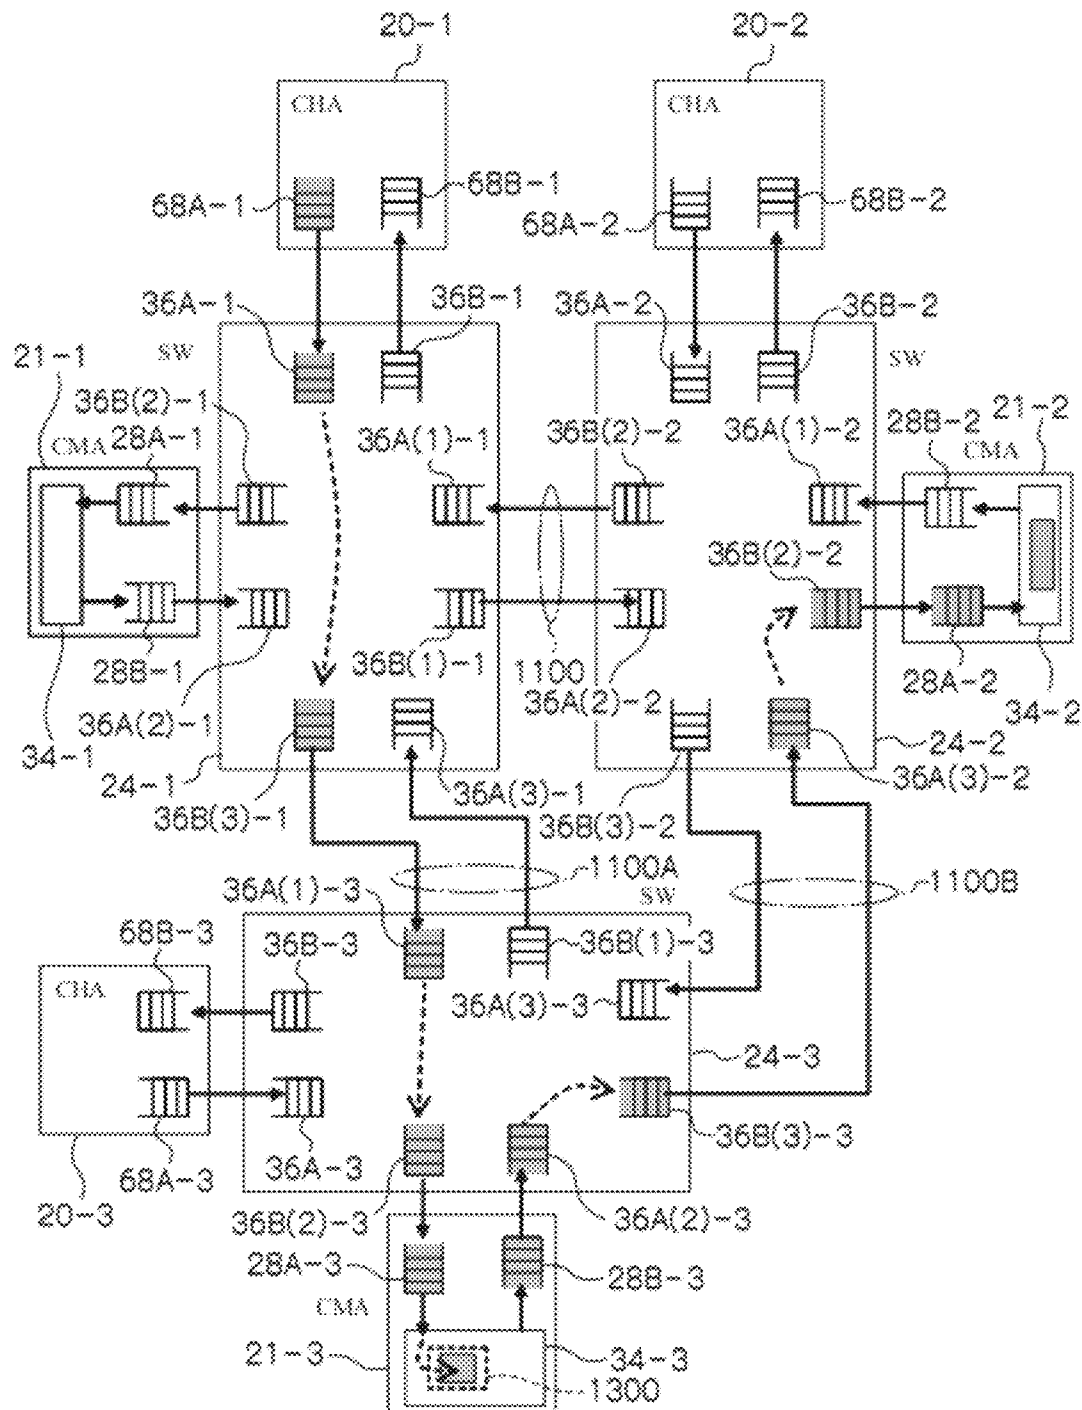 20-1
20-2
CHA
CHA
68A-1
68B-1
68A-2
68B-2
36A-1
36B-1
36A-2
36B-2
SW
SW
21-1
36B(2)-1
28A-1
CMA
36A(1)-1
36B(2)-2
36A(1)-2
28B-2
21-2
CMA
36B(2)-2
28B-1
36A(2)-1
34-1
24-1
36B(1)-1
1100
36A(2)-2
28A-2
34-2
24-2
36B(3)-1
36A(3)-1
36B(3)-2
36A(3)-2
1100A
1100B
36A(1)-3
SW
68B-3
36B-3
36B(1)-3
CHA
36A(3)-3
24-3
68A-3
36A-3
36B(3)-3
20-3
36B(2)-3
36A(2)-3
28A-3
28B-3
CMA
21-3
34-3
1300